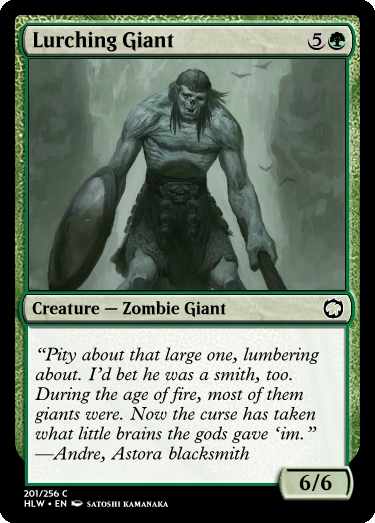 Lurching Giant 5
Creature — Zombie Giant
“Pity about that large one, lumbering
about. I’d bet he was a smith, too.
During the age of fire, most of them
giants were. Now the curse has taken
what little brains the gods gave ‘im.”
—Andre, Astora blacksmith
6/6
201/256 C
HLW • EN SATOSHI KAMANAKA